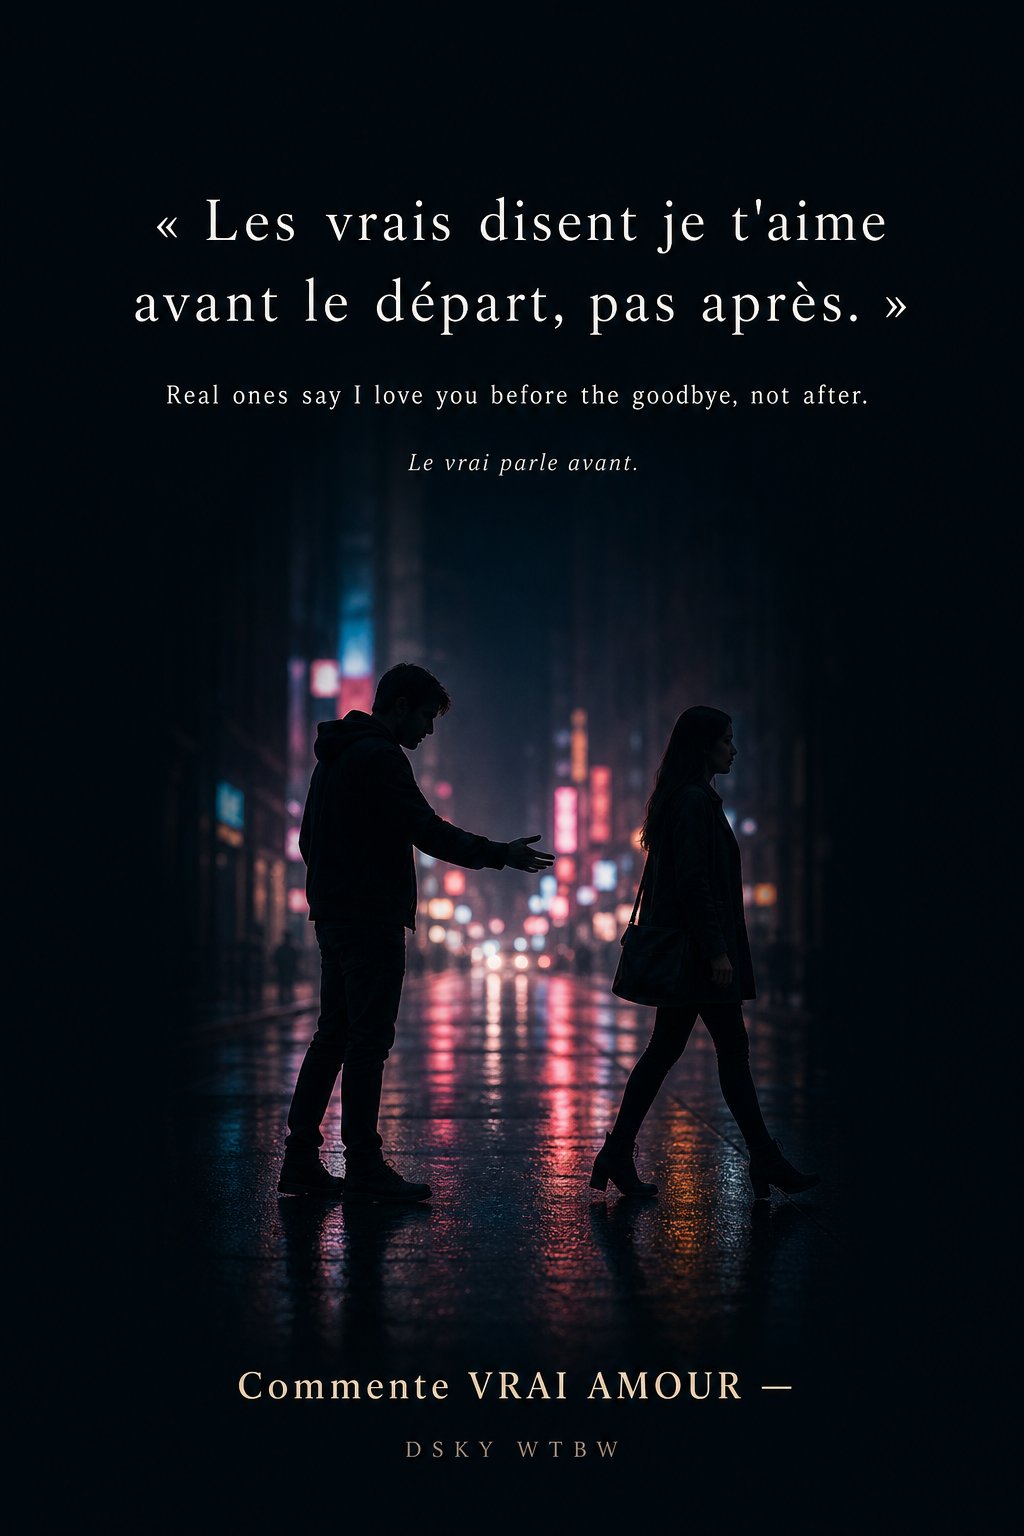 « Les vrais disent je t'aime
avant le départ, pas après. »
Real ones say I love you before the goodbye, not after.
Le vrai parle avant.
Commente VRAI AMOUR —
DSKY WTBW